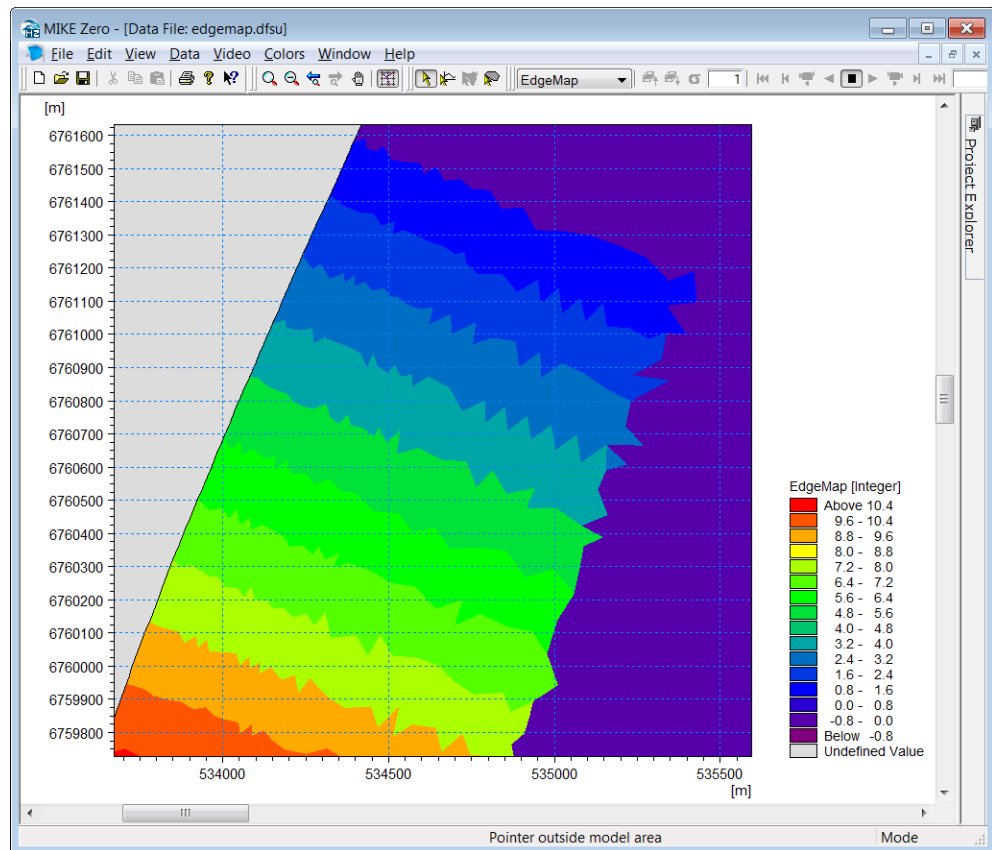 MIKE Zero - [Data File: edgemap.dfsu]
File Edit View Data Video Colors Window Help
EdgeMap 1
[m]
6761600
6761500
6761400
6761300
6761200
6761100
6761000
6760900
6760800
6760700
6760600
6760500
6760400
6760300
6760200
6760100
6760000
6759900
6759800
534000 534500 535000 535500
[m]
Project Explorer
EdgeMap [Integer]
Above 10.4
9.6 - 10.4
8.8 - 9.6
8.0 - 8.8
7.2 - 8.0
6.4 - 7.2
5.6 - 6.4
4.8 - 5.6
4.0 - 4.8
3.2 - 4.0
2.4 - 3.2
1.6 - 2.4
0.8 - 1.6
0.0 - 0.8
-0.8 - 0.0
Below -0.8
Undefined Value
Pointer outside model area Mode